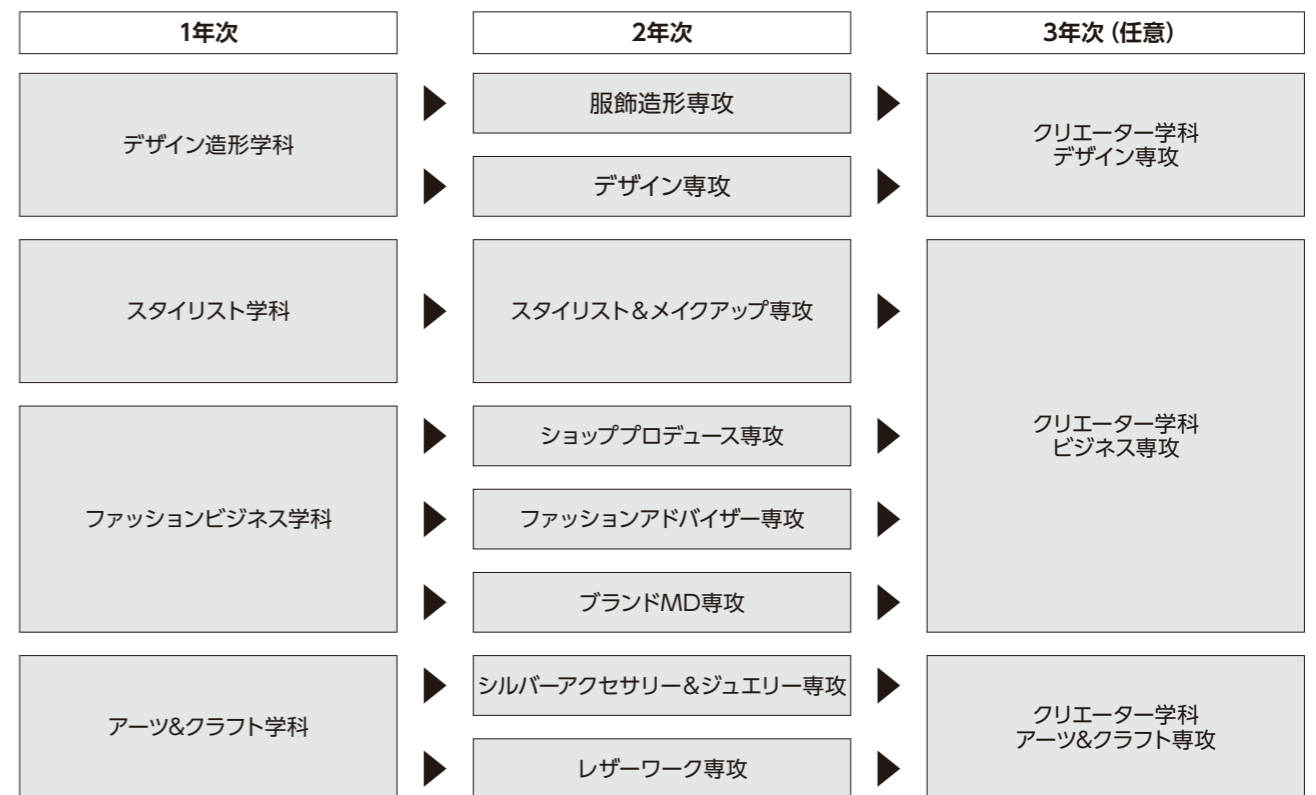 1年次
2年次
3年次（任意）
デザイン造形学科
服飾造形専攻
デザイン専攻
クリエーター学科
デザイン専攻
スタイリスト学科
スタイリスト&メイクアップ専攻
ファッションビジネス学科
ショッププロデュース専攻
ファッションアドバイザー専攻
ブランドMD専攻
クリエーター学科
ビジネス専攻
アーツ&クラフト学科
シルバーアクセサリー&ジュエリー専攻
レザーワーク専攻
クリエーター学科
アーツ&クラフト専攻